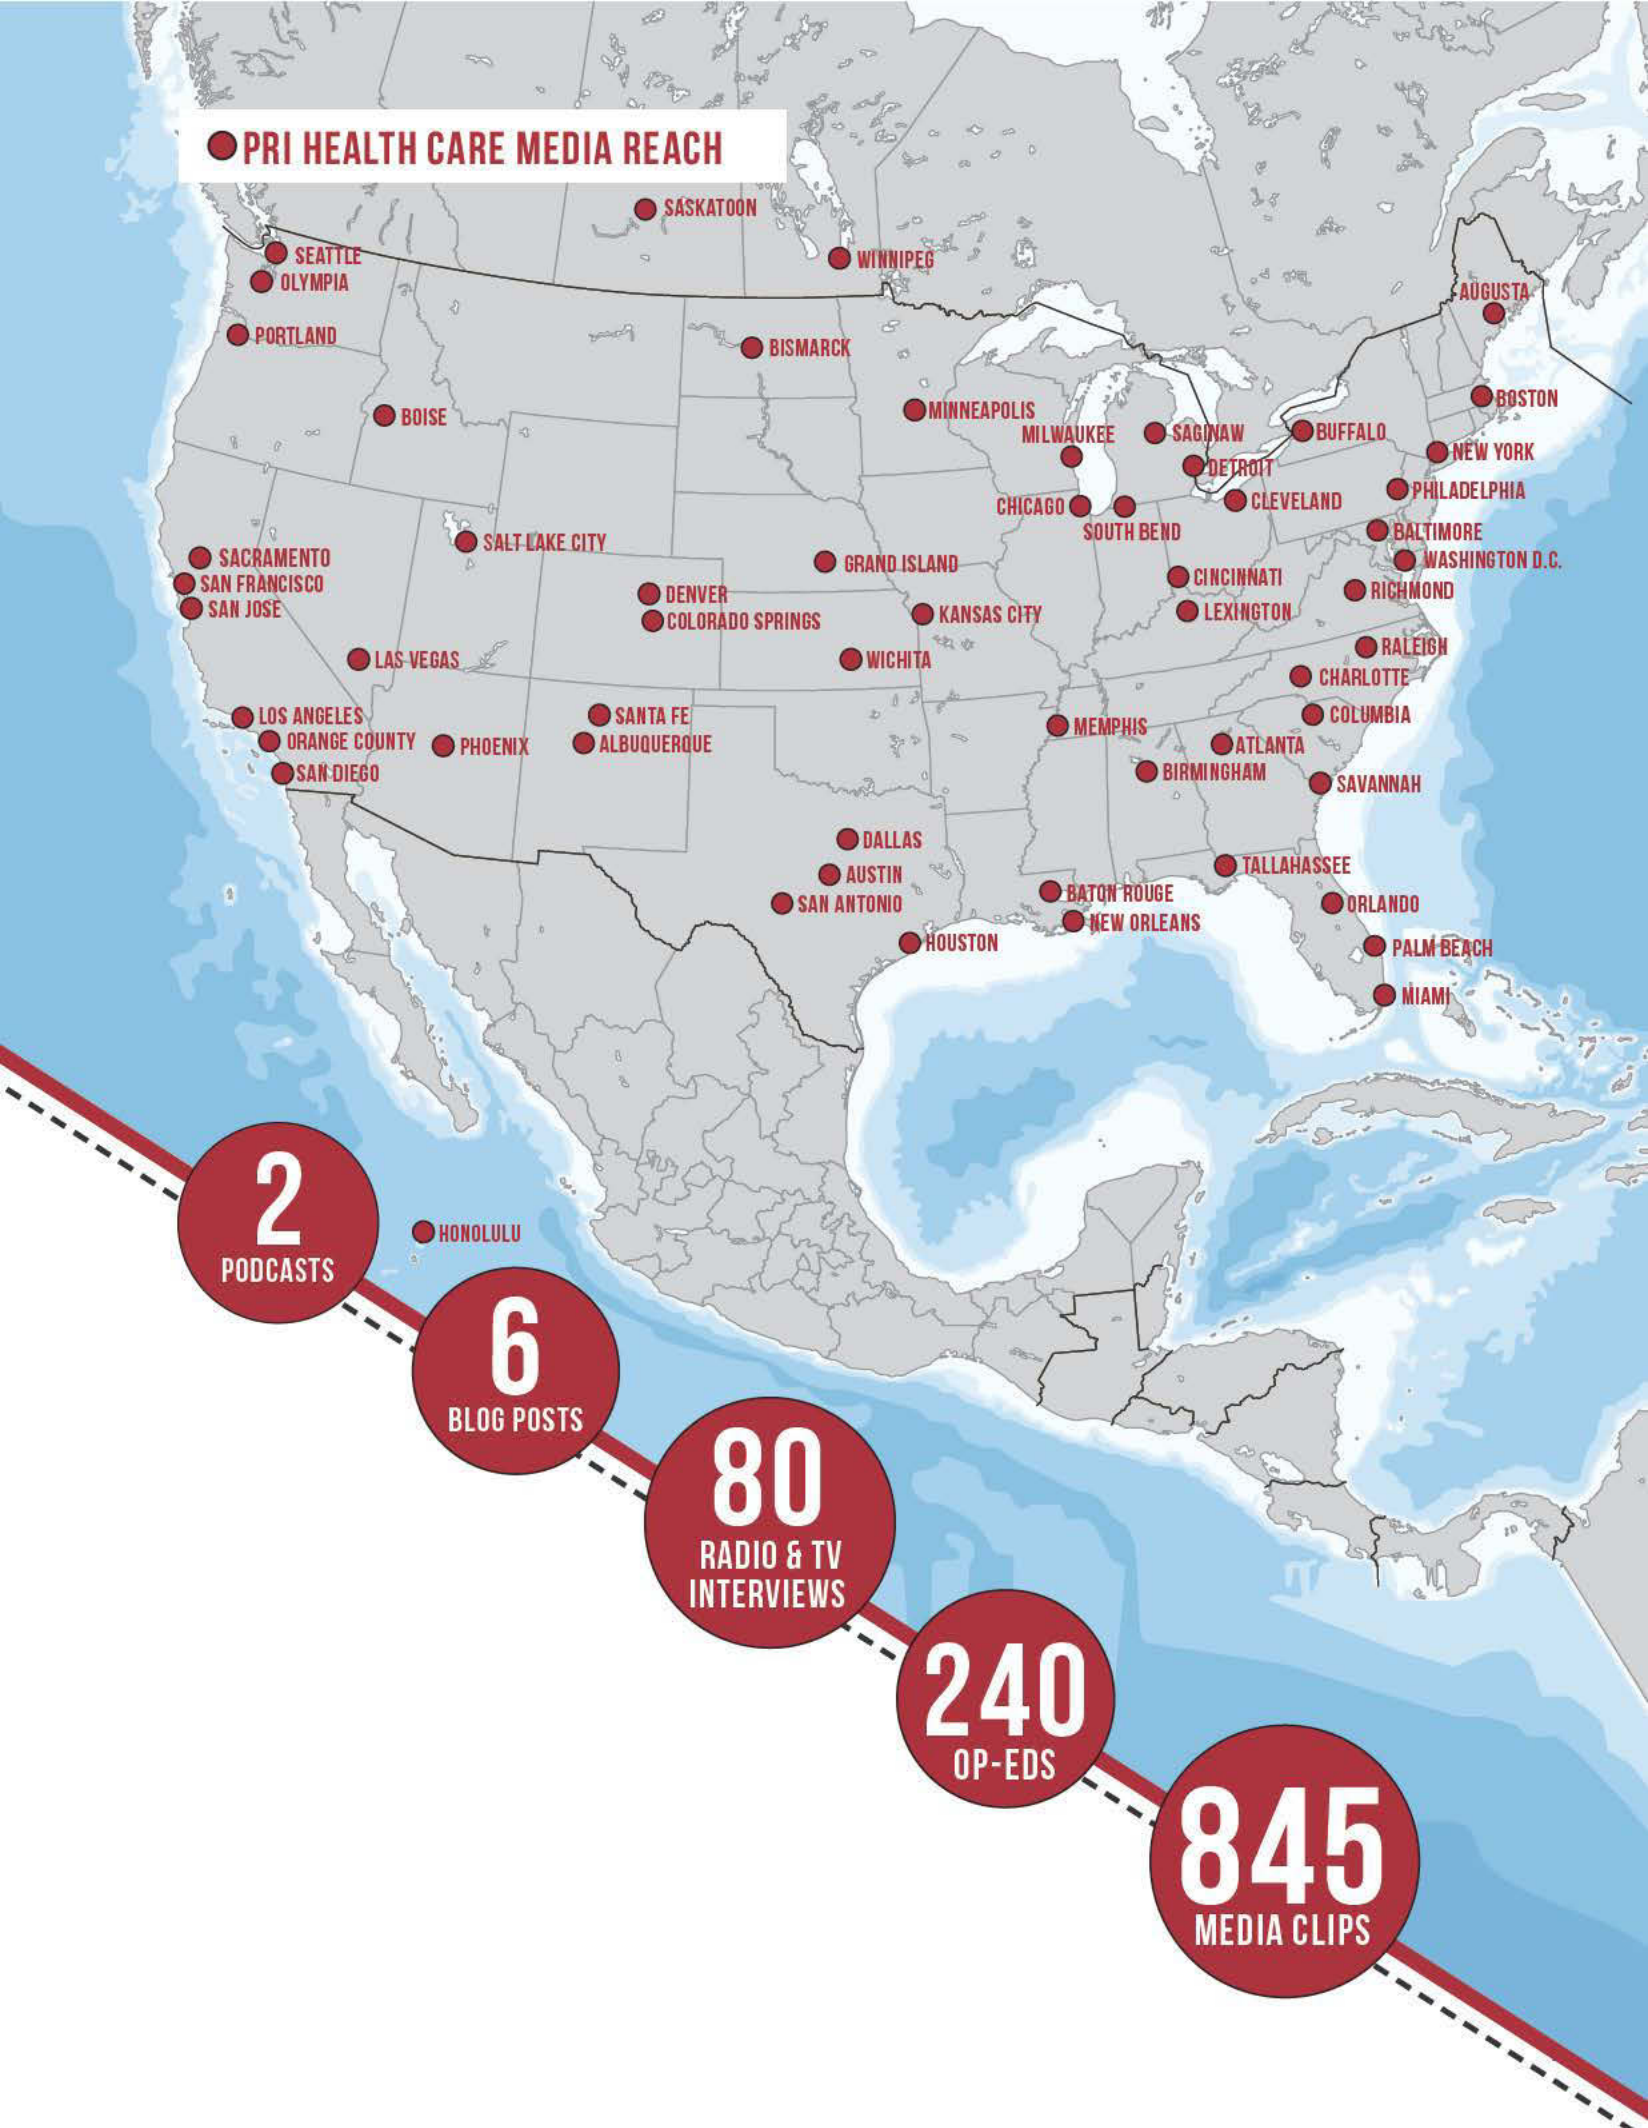 PRI HEALTH CARE MEDIA REACH
SASKATOON
WINNIPEG
SEATTLE
OLYMPIA
PORTLAND
AUGUSTA
BISMARCK
BOISE
MINNEAPOLIS
MILWAUKEE
SAGINAW
BUFFALO
BOSTON
NEW YORK
DETROIT
CHICAGO
SOUTH BEND
CLEVELAND
PHILADELPHIA
BALTIMORE
WASHINGTON D.C.
SALT LAKE CITY
SACRAMENTO
SAN FRANCISCO
SAN JOSE
GRAND ISLAND
DENVER
COLORADO SPRINGS
KANSAS CITY
CINCINNATI
LEXINGTON
RICHMOND
RALEIGH
CHARLOTTE
LAS VEGAS
WICHITA
LOS ANGELES
ORANGE COUNTY
SAN DIEGO
PHOENIX
SANTA FE
ALBUQUERQUE
MEMPHIS
COLUMBIA
ATLANTA
BIRMINGHAM
SAVANNAH
DALLAS
AUSTIN
SAN ANTONIO
HOUSTON
BATON ROUGE
NEW ORLEANS
TALLAHASSEE
ORLANDO
PALM BEACH
MIAMI
HONOLULU
2
PODCASTS
6
BLOG POSTS
80
RADIO & TV
INTERVIEWS
240
OP-EDS
845
MEDIA CLIPS